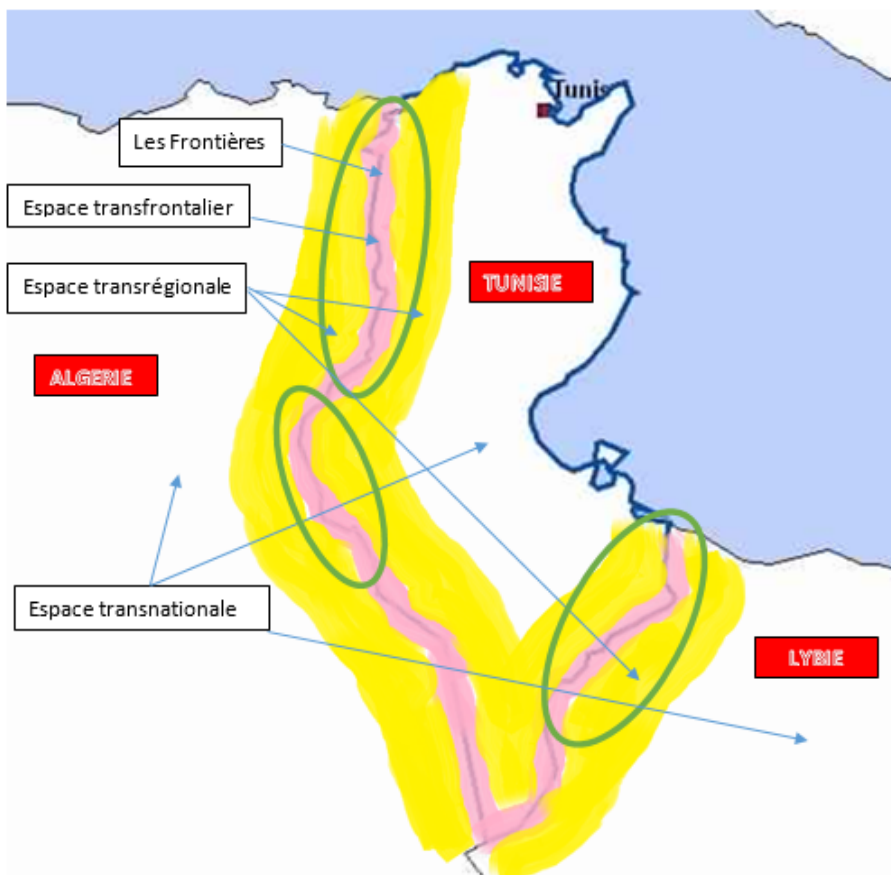 Tunis
Les Frontières
Espace transfrontalier
Espace transrégionale
TUNISIE
ALGERIE
Espace transnationale
LYBIE